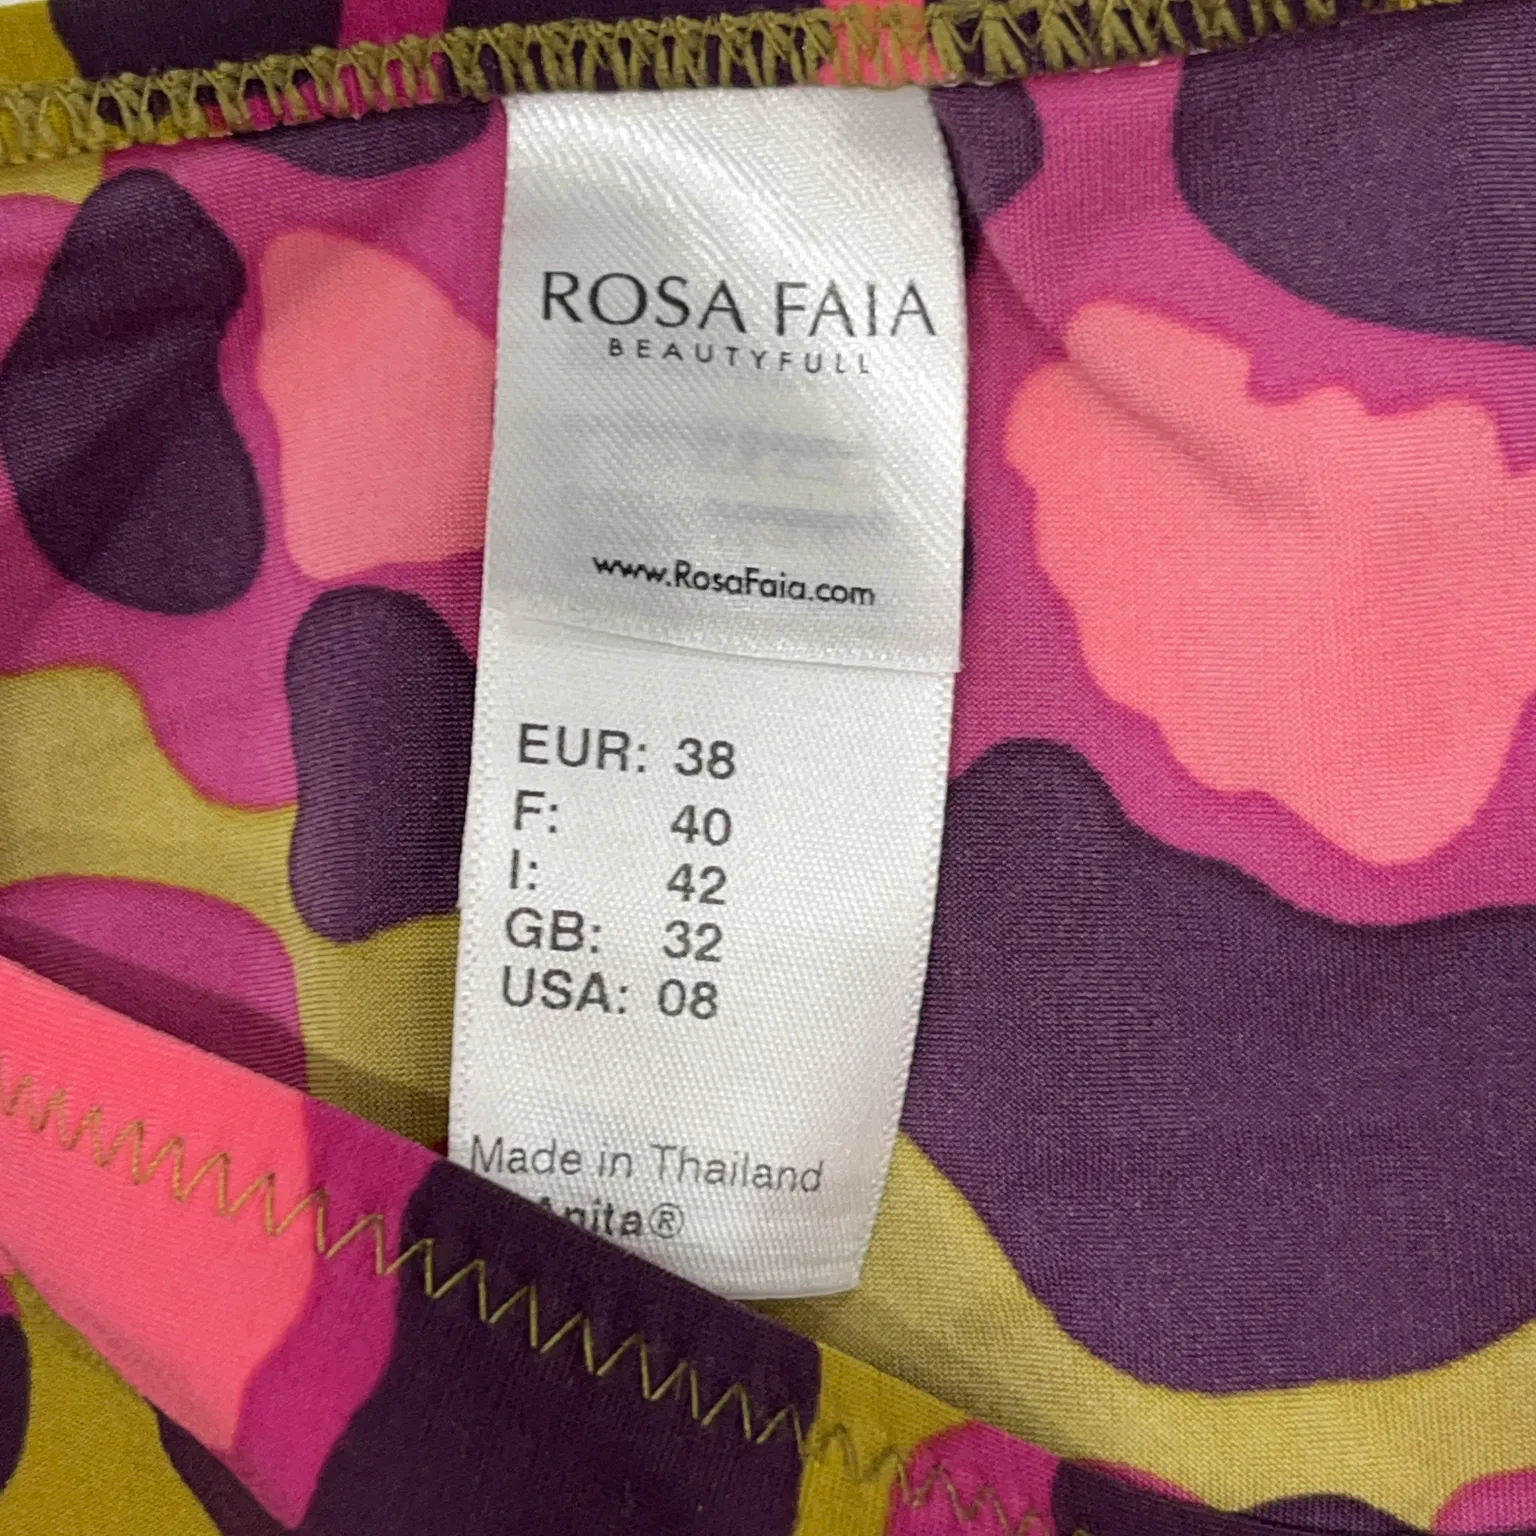 ROSA FAIA
BEAUTYFULL
www.RosaFaia.com
EUR: 38
F: 40
I: 42
GB: 32
USA: 08
Made in Thailand
Anita®